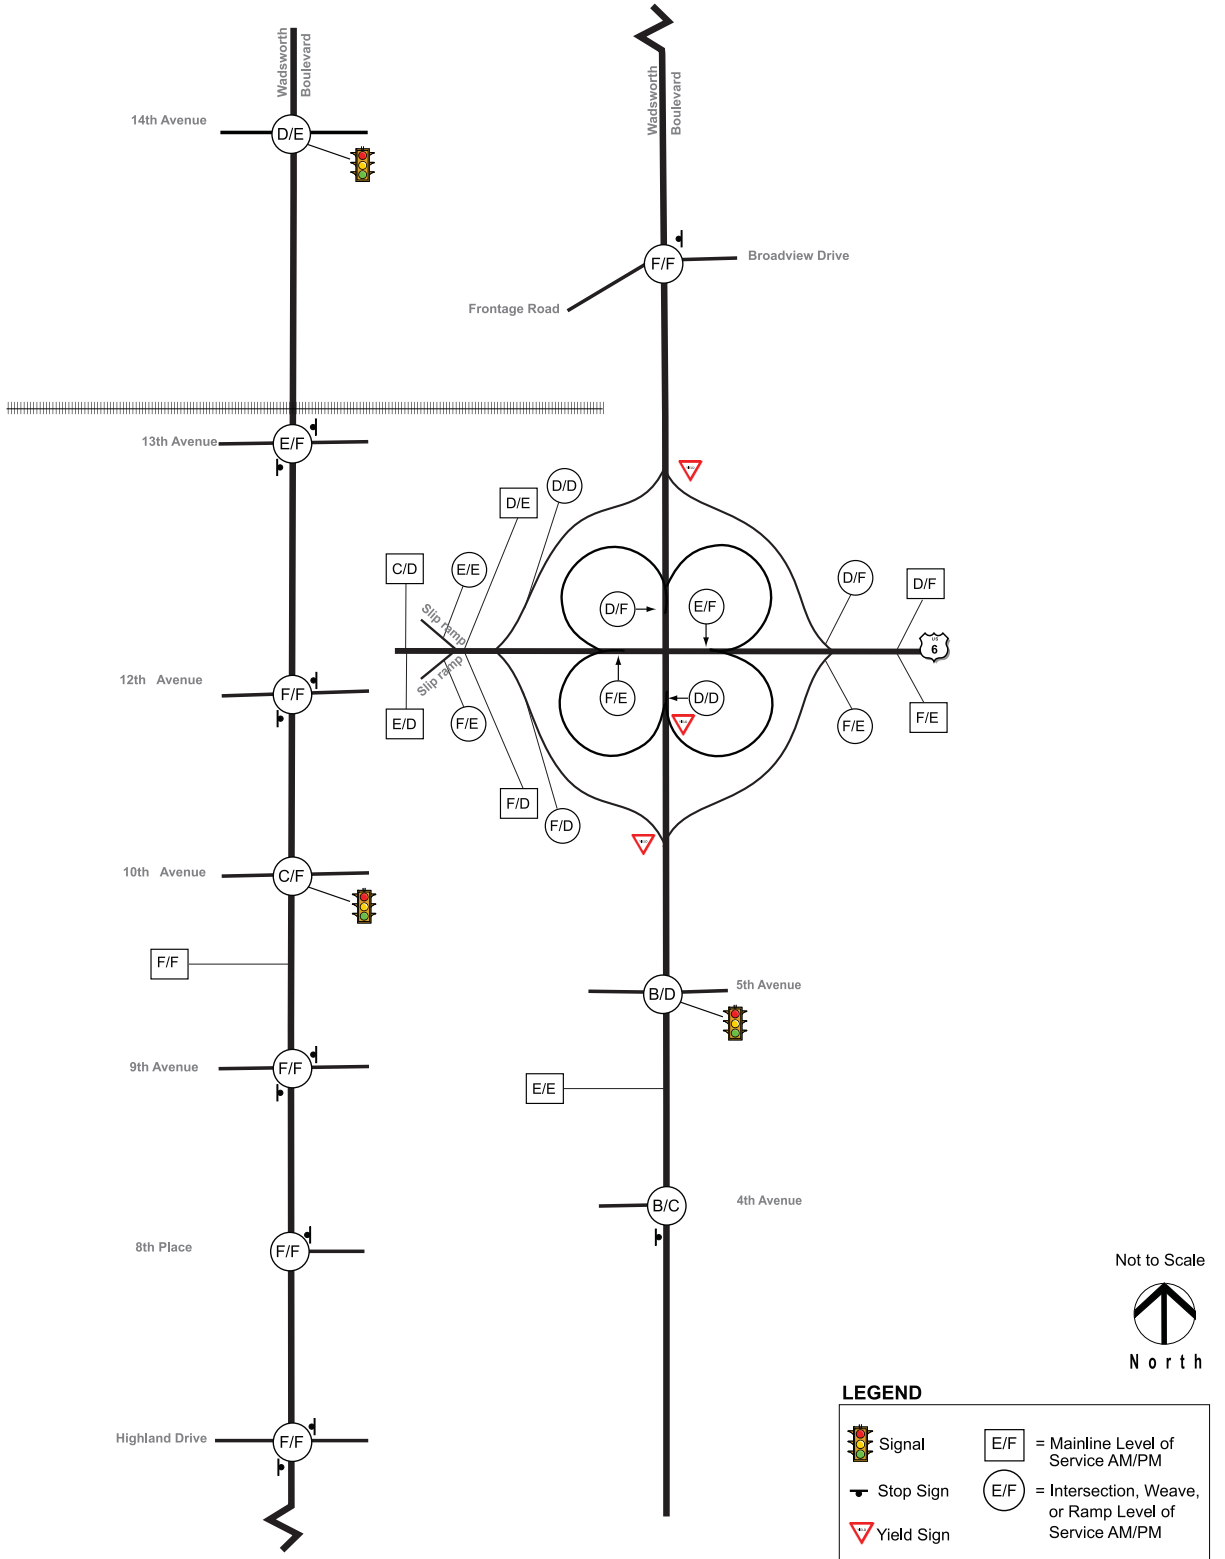 Wadsworth
Boulevard
14th Avenue
D/E
13th Avenue
E/F
12th Avenue
F/F
10th Avenue
C/F
F/F
9th Avenue
F/F
8th Place
F/F
Highland Drive
F/F
Wadsworth
Boulevard
F/F
Broadview Drive
Frontage Road
D/D
D/E
C/D
E/E
Slip ramp
Slip ramp
E/D
F/E
F/D
F/D
D/F
E/F
F/E
D/D
D/F
D/F
US
6
F/E
F/E
B/D
5th Avenue
E/E
B/C
4th Avenue
Not to Scale
North
LEGEND
Signal
Stop Sign
Yield Sign
E/F
= Mainline Level of
Service AM/PM
E/F
= Intersection, Weave,
or Ramp Level of
Service AM/PM